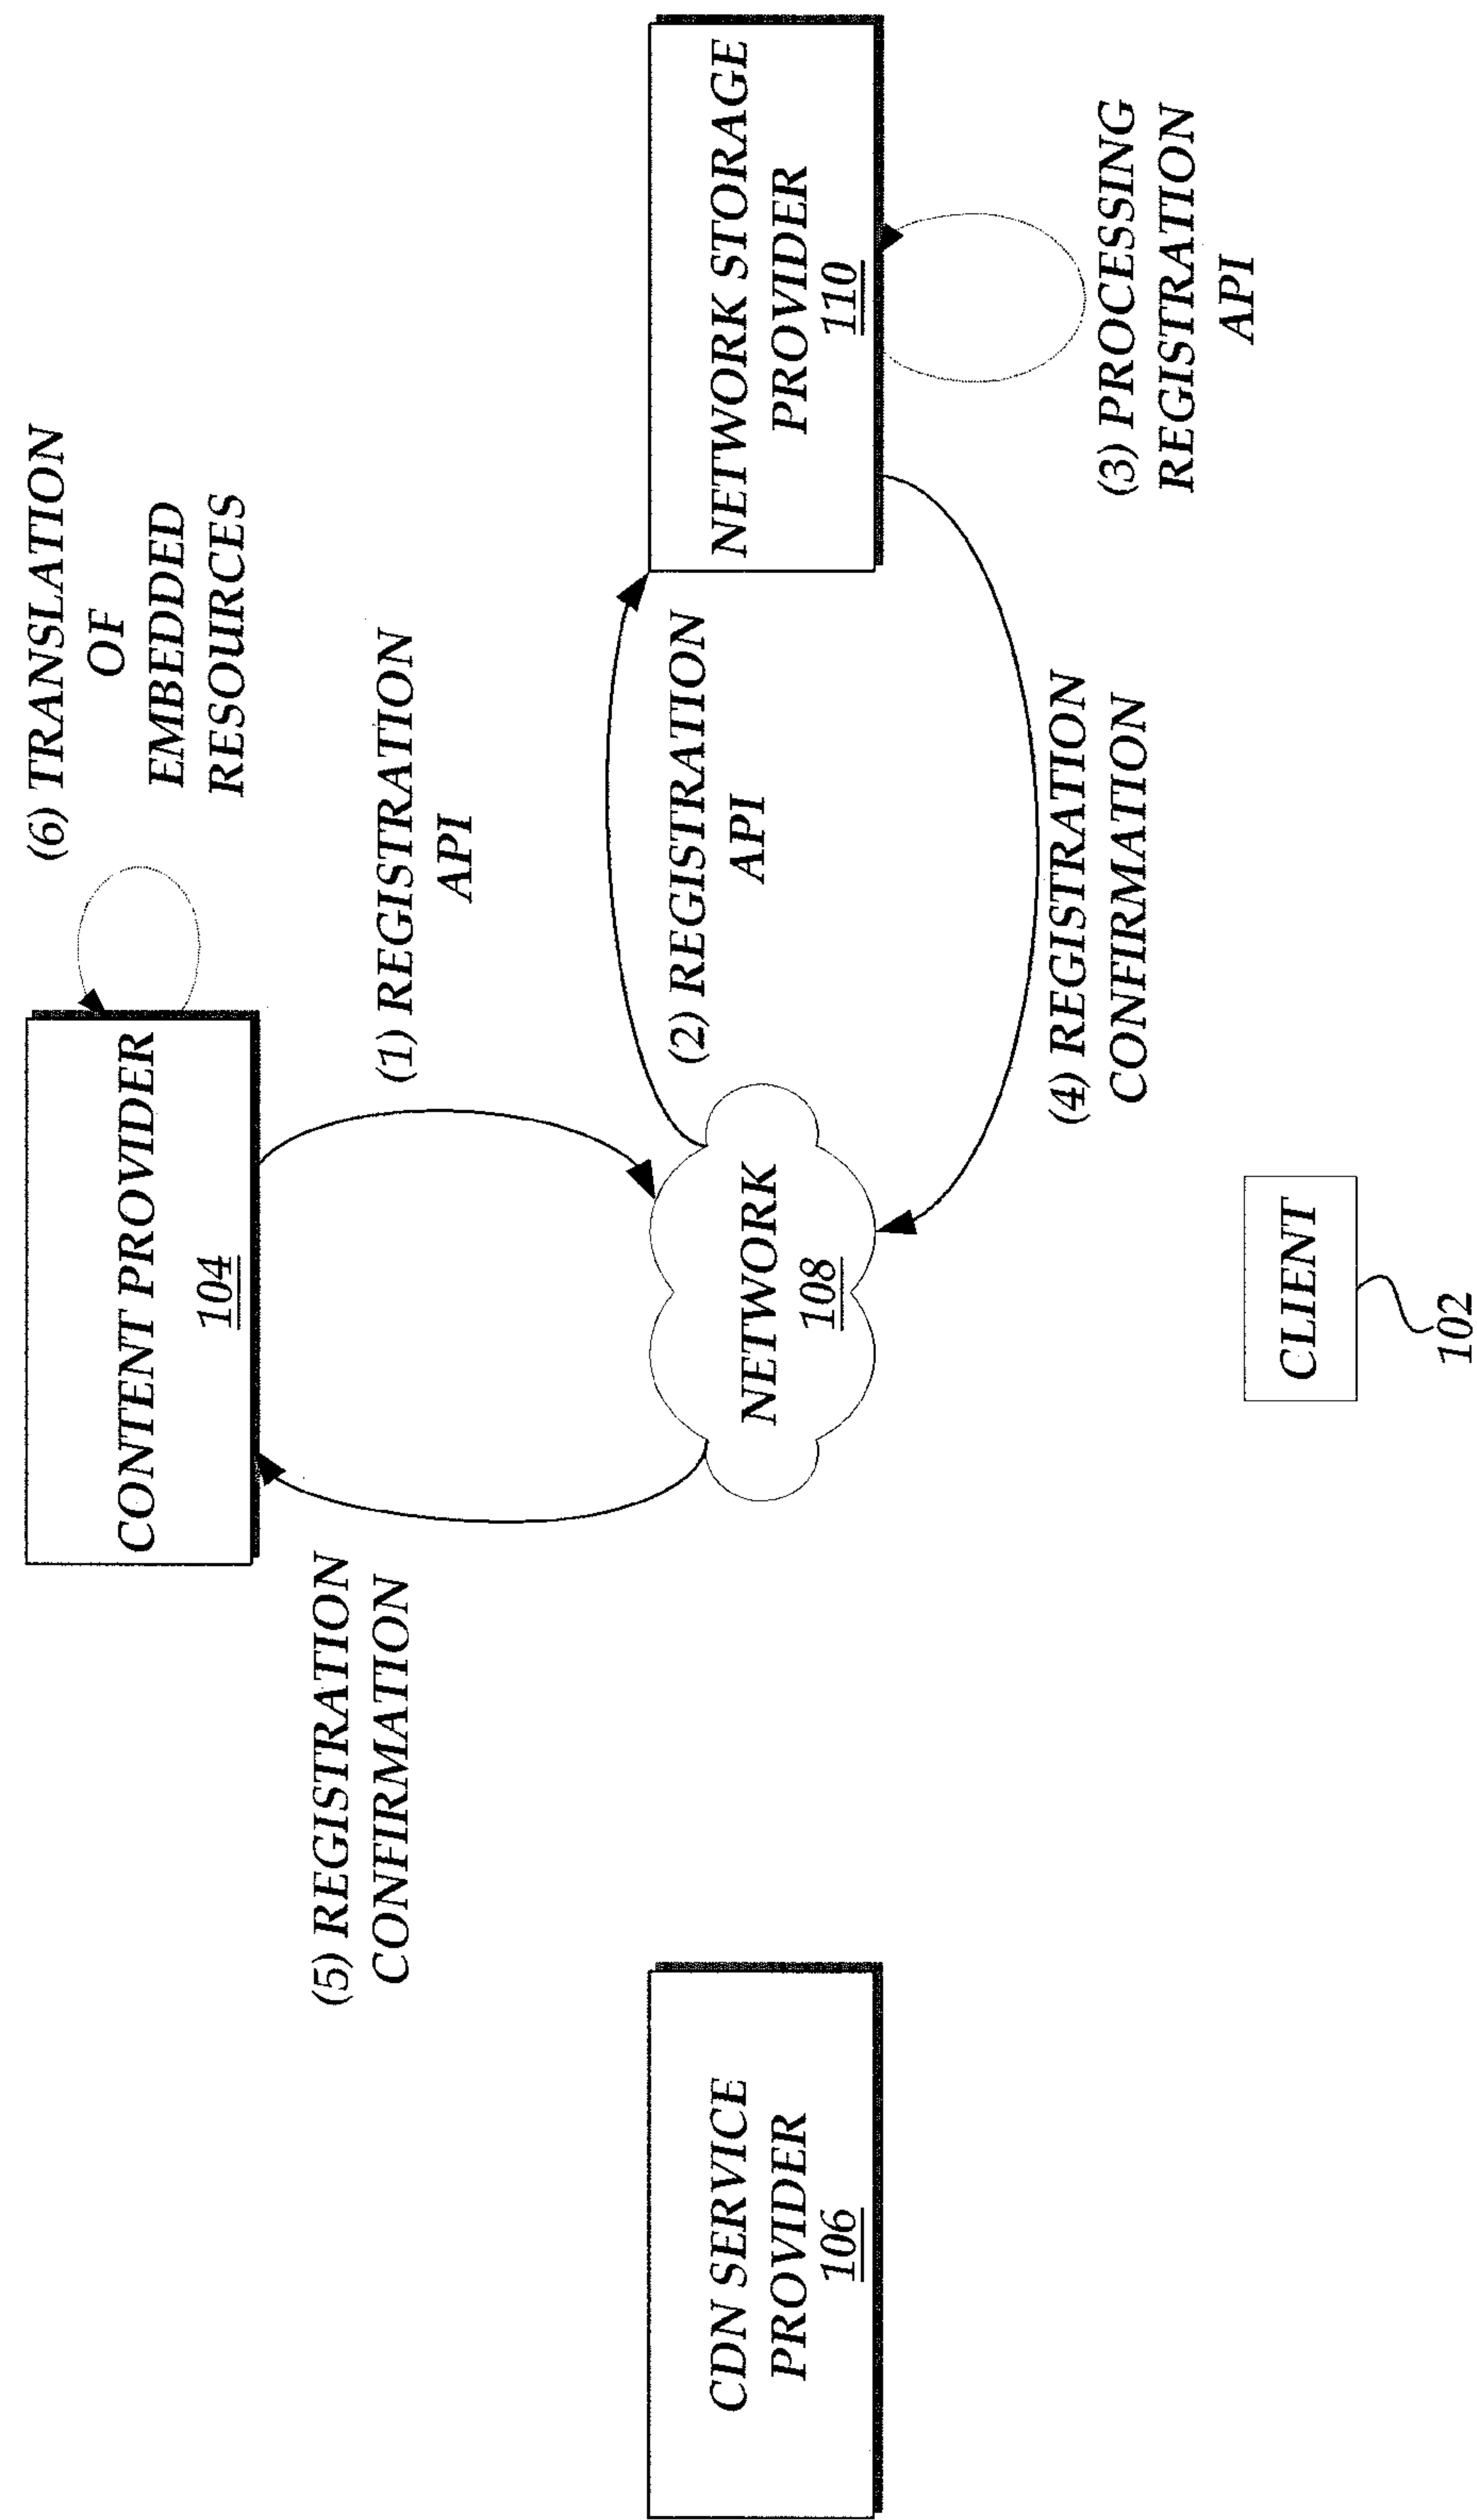 CONTENT PROVIDER
104
(6) TRANSLATION
OF
EMBEDDED
RESOURCES
(1) REGISTRATION
API
(5) REGISTRATION
CONFIRMATION
CDN SERVICE
PROVIDER
106
NETWORK
108
(2) REGISTRATION
API
NETWORK STORAGE
PROVIDER
110
(4) REGISTRATION
CONFIRMATION
(3) PROCESSING
REGISTRATION
API
CLIENT
102